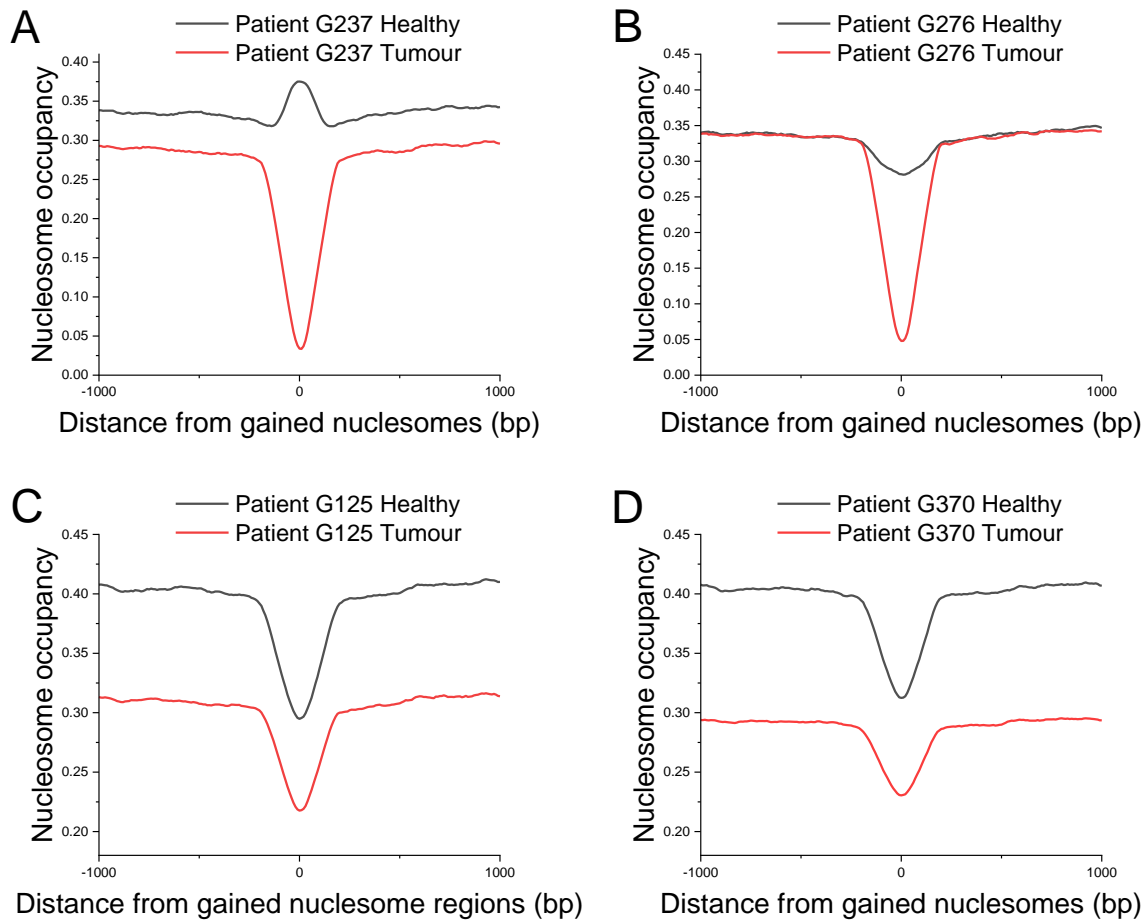 A
Patient G237 Healthy
Patient G237 Tumour
0.40
0.35
0.30
0.25
0.20
0.15
0.10
0.05
0.00
Nucleosome occupancy
-1000
0
1000
Distance from gained nuclesomes (bp)
B
Patient G276 Healthy
Patient G276 Tumour
0.45
0.40
0.35
0.30
0.25
0.20
0.15
0.10
0.05
0.00
Nucleosome occupancy
-1000
0
1000
Distance from gained nuclesomes (bp)
C
Patient G125 Healthy
Patient G125 Tumour
0.45
0.40
0.35
0.30
0.25
0.20
Nucleosome occupancy
-1000
0
1000
Distance from gained nuclesome regions (bp)
D
Patient G370 Healthy
Patient G370 Tumour
0.45
0.40
0.35
0.30
0.25
0.20
Nucleosome occupancy
-1000
0
1000
Distance from gained nuclesomes (bp)